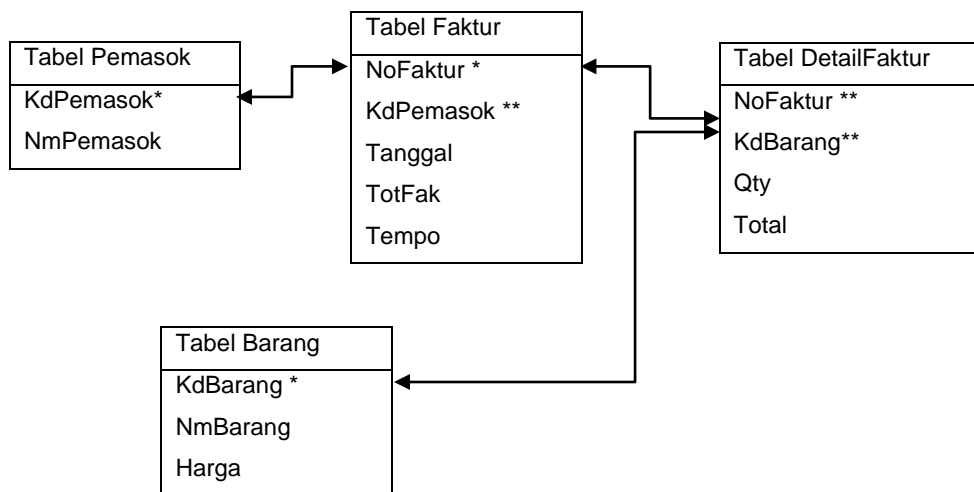 Tabel Pemasok
KdPemasok*
NmPemasok
Tabel Faktur
NoFaktur *
KdPemasok **
Tanggal
TotFak
Tempo
Tabel DetailFaktur
NoFaktur **
KdBarang**
Qty
Total
Tabel Barang
KdBarang *
NmBarang
Harga